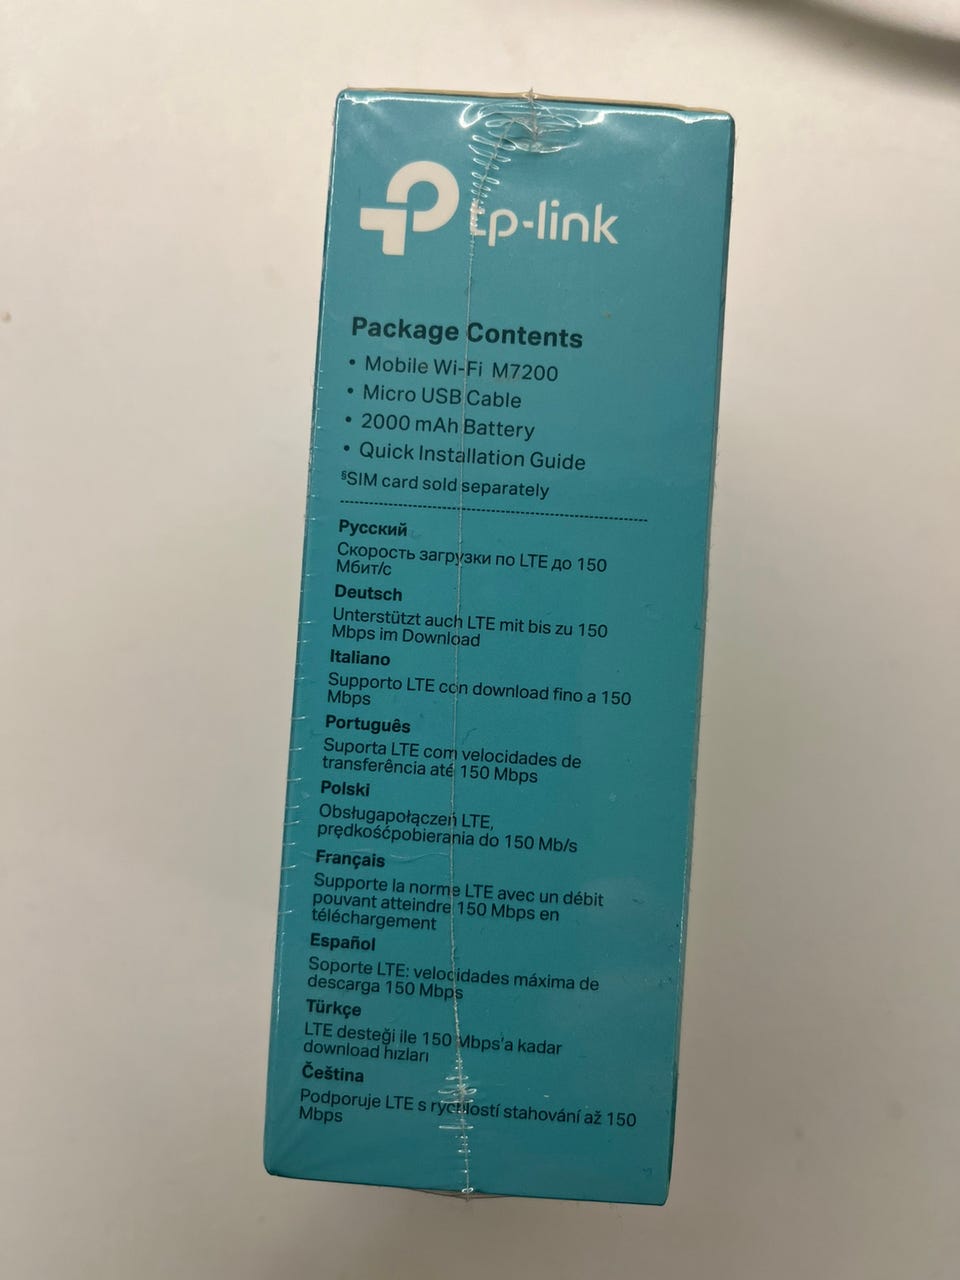 tp-link
Package Contents
• Mobile Wi-Fi M7200
• Micro USB Cable
• 2000 mAh Battery
• Quick Installation Guide
§SIM card sold separately
Русский
Скорость загрузки по LTE до 150
Мбит/с
Deutsch
Unterstützt auch LTE mit bis zu 150
Mbps im Download
Italiano
Supporto LTE con download fino a 150
Mbps
Português
Suporta LTE com velocidades de
transferência até 150 Mbps
Polski
Obsługapołączeń LTE,
prędkośćpobierania do 150 Mb/s
Français
Supporte la norme LTE avec un débit
pouvant atteindre 150 Mbps en
téléchargement
Español
Soporte LTE: velocidades máxima de
descarga 150 Mbps
Türkçe
LTE desteği ile 150 Mbps'a kadar
download hızları
Čeština
Podporuje LTE s rychlostí stahování až 150
Mbps